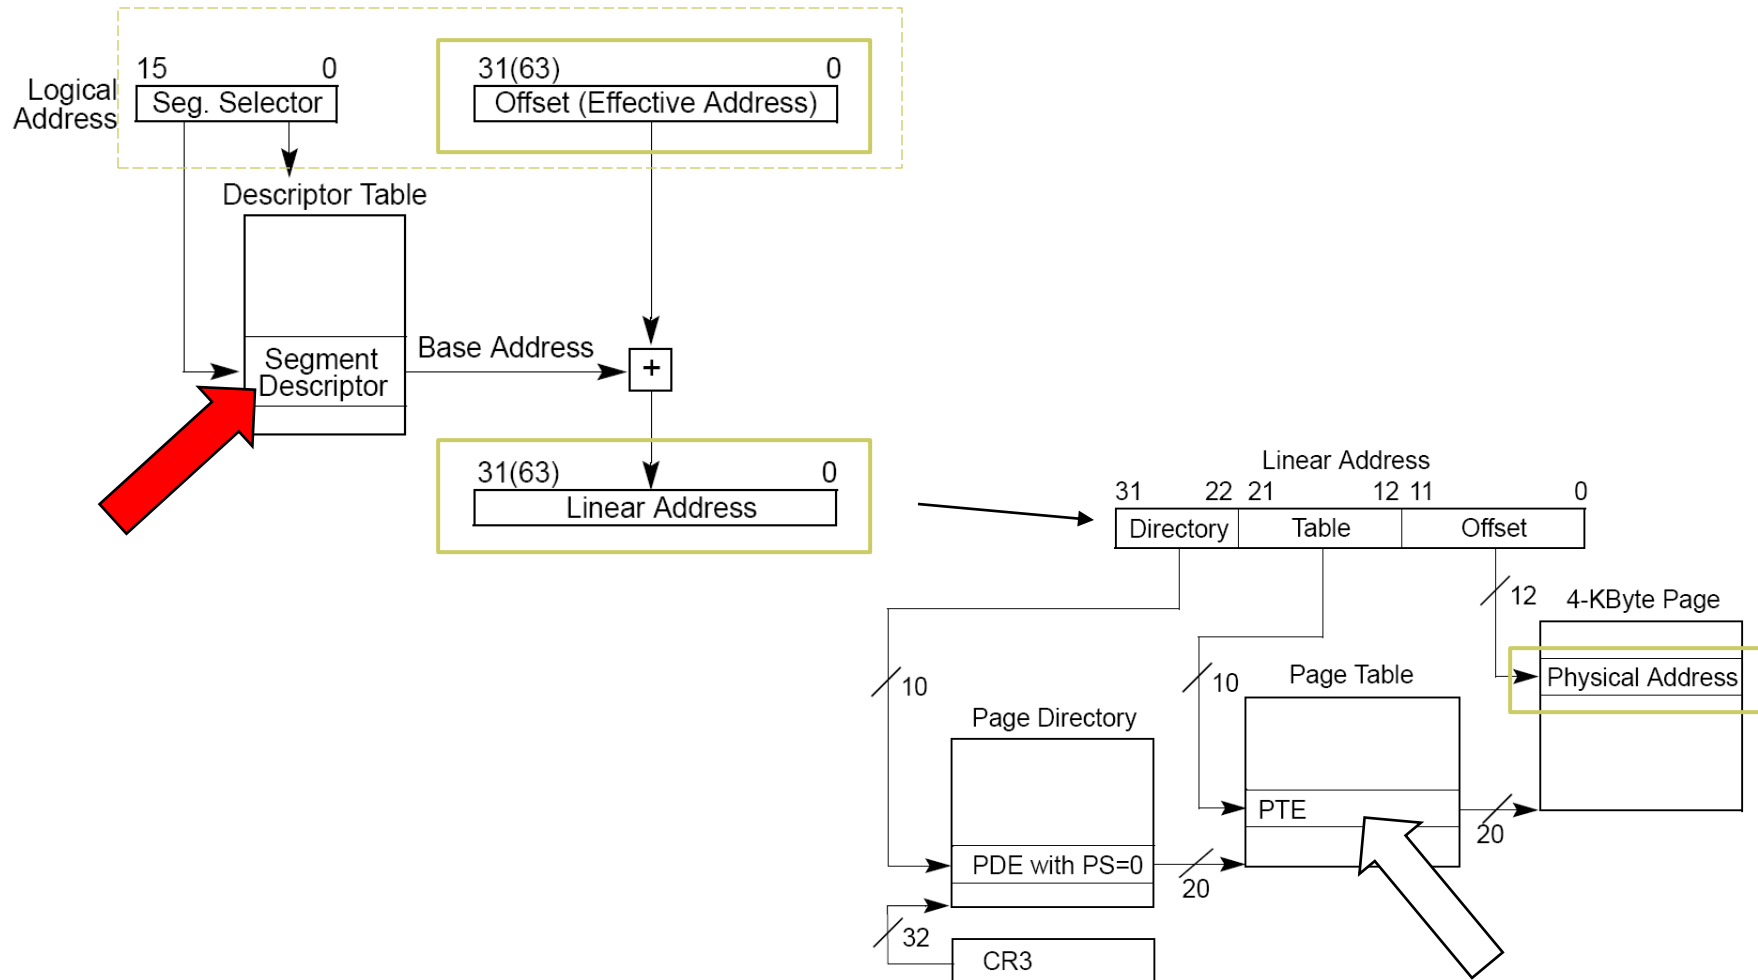 15 0
31(63) 0
Logical
Address
Seg. Selector
Offset (Effective Address)
Descriptor Table
Base Address
+
Segment
Descriptor
31(63) 0
Linear Address
Linear Address
31 22 21 12 11 0
Directory Table Offset
12
4-KByte Page
10
10
Page Table
Physical Address
Page Directory
PTE
20
PDE with PS=0
20
32
CR3